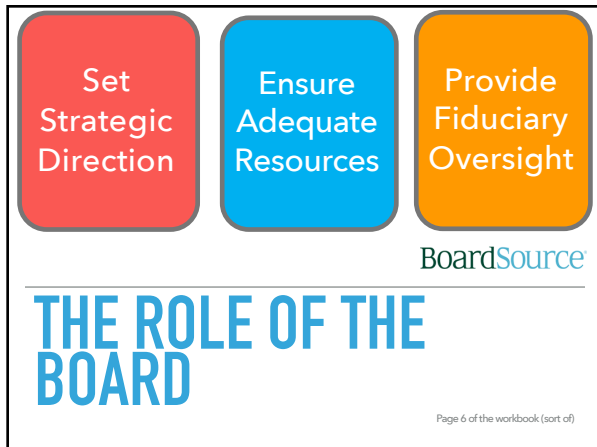 Set
Strategic
Direction
Ensure
Adequate
Resources
Provide
Fiduciary
Oversight
BoardSource
THE ROLE OF THE
BOARD
Page 6 of the workbook (sort of)